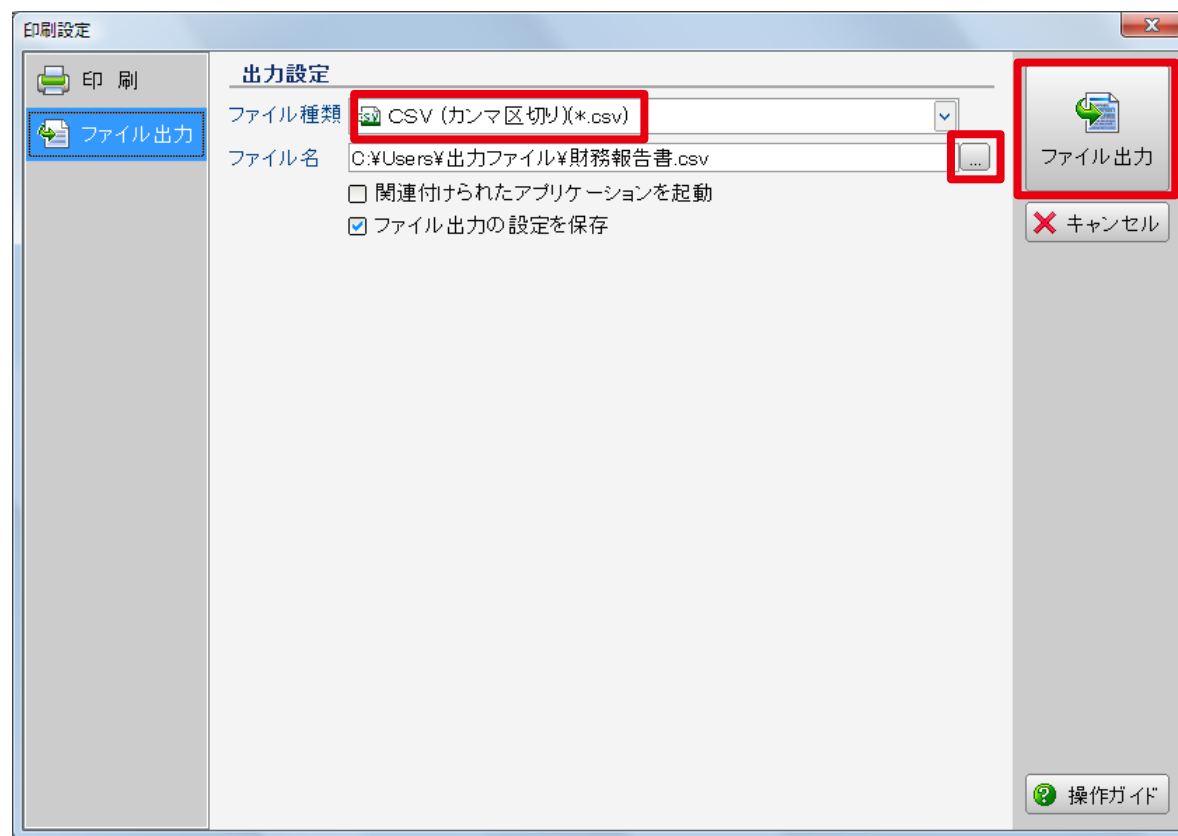 印刷設定
印 刷
ファイル出力
出力設定
ファイル種類 CSV (カンマ区切り)(*.csv)
ファイル名 C:¥Users¥出力ファイル¥財務報告書.csv ...
関連付けられたアプリケーションを起動
ファイル出力の設定を保存
ファイル出力
キャンセル
操作ガイド